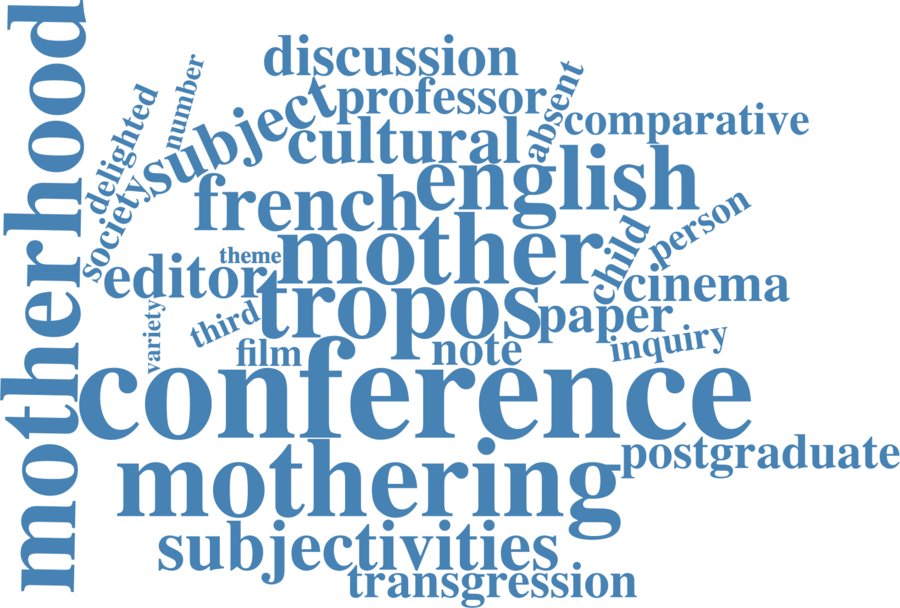 motherhood
discussion
number
delighted
subject
professor
absent
comparative
cultural
english
society
french
person
mother
child
theme
editor
cinema
tropos
paper
variety
third
film
note
inquiry
conference
postgraduate
mothering
subjectivities
transgression